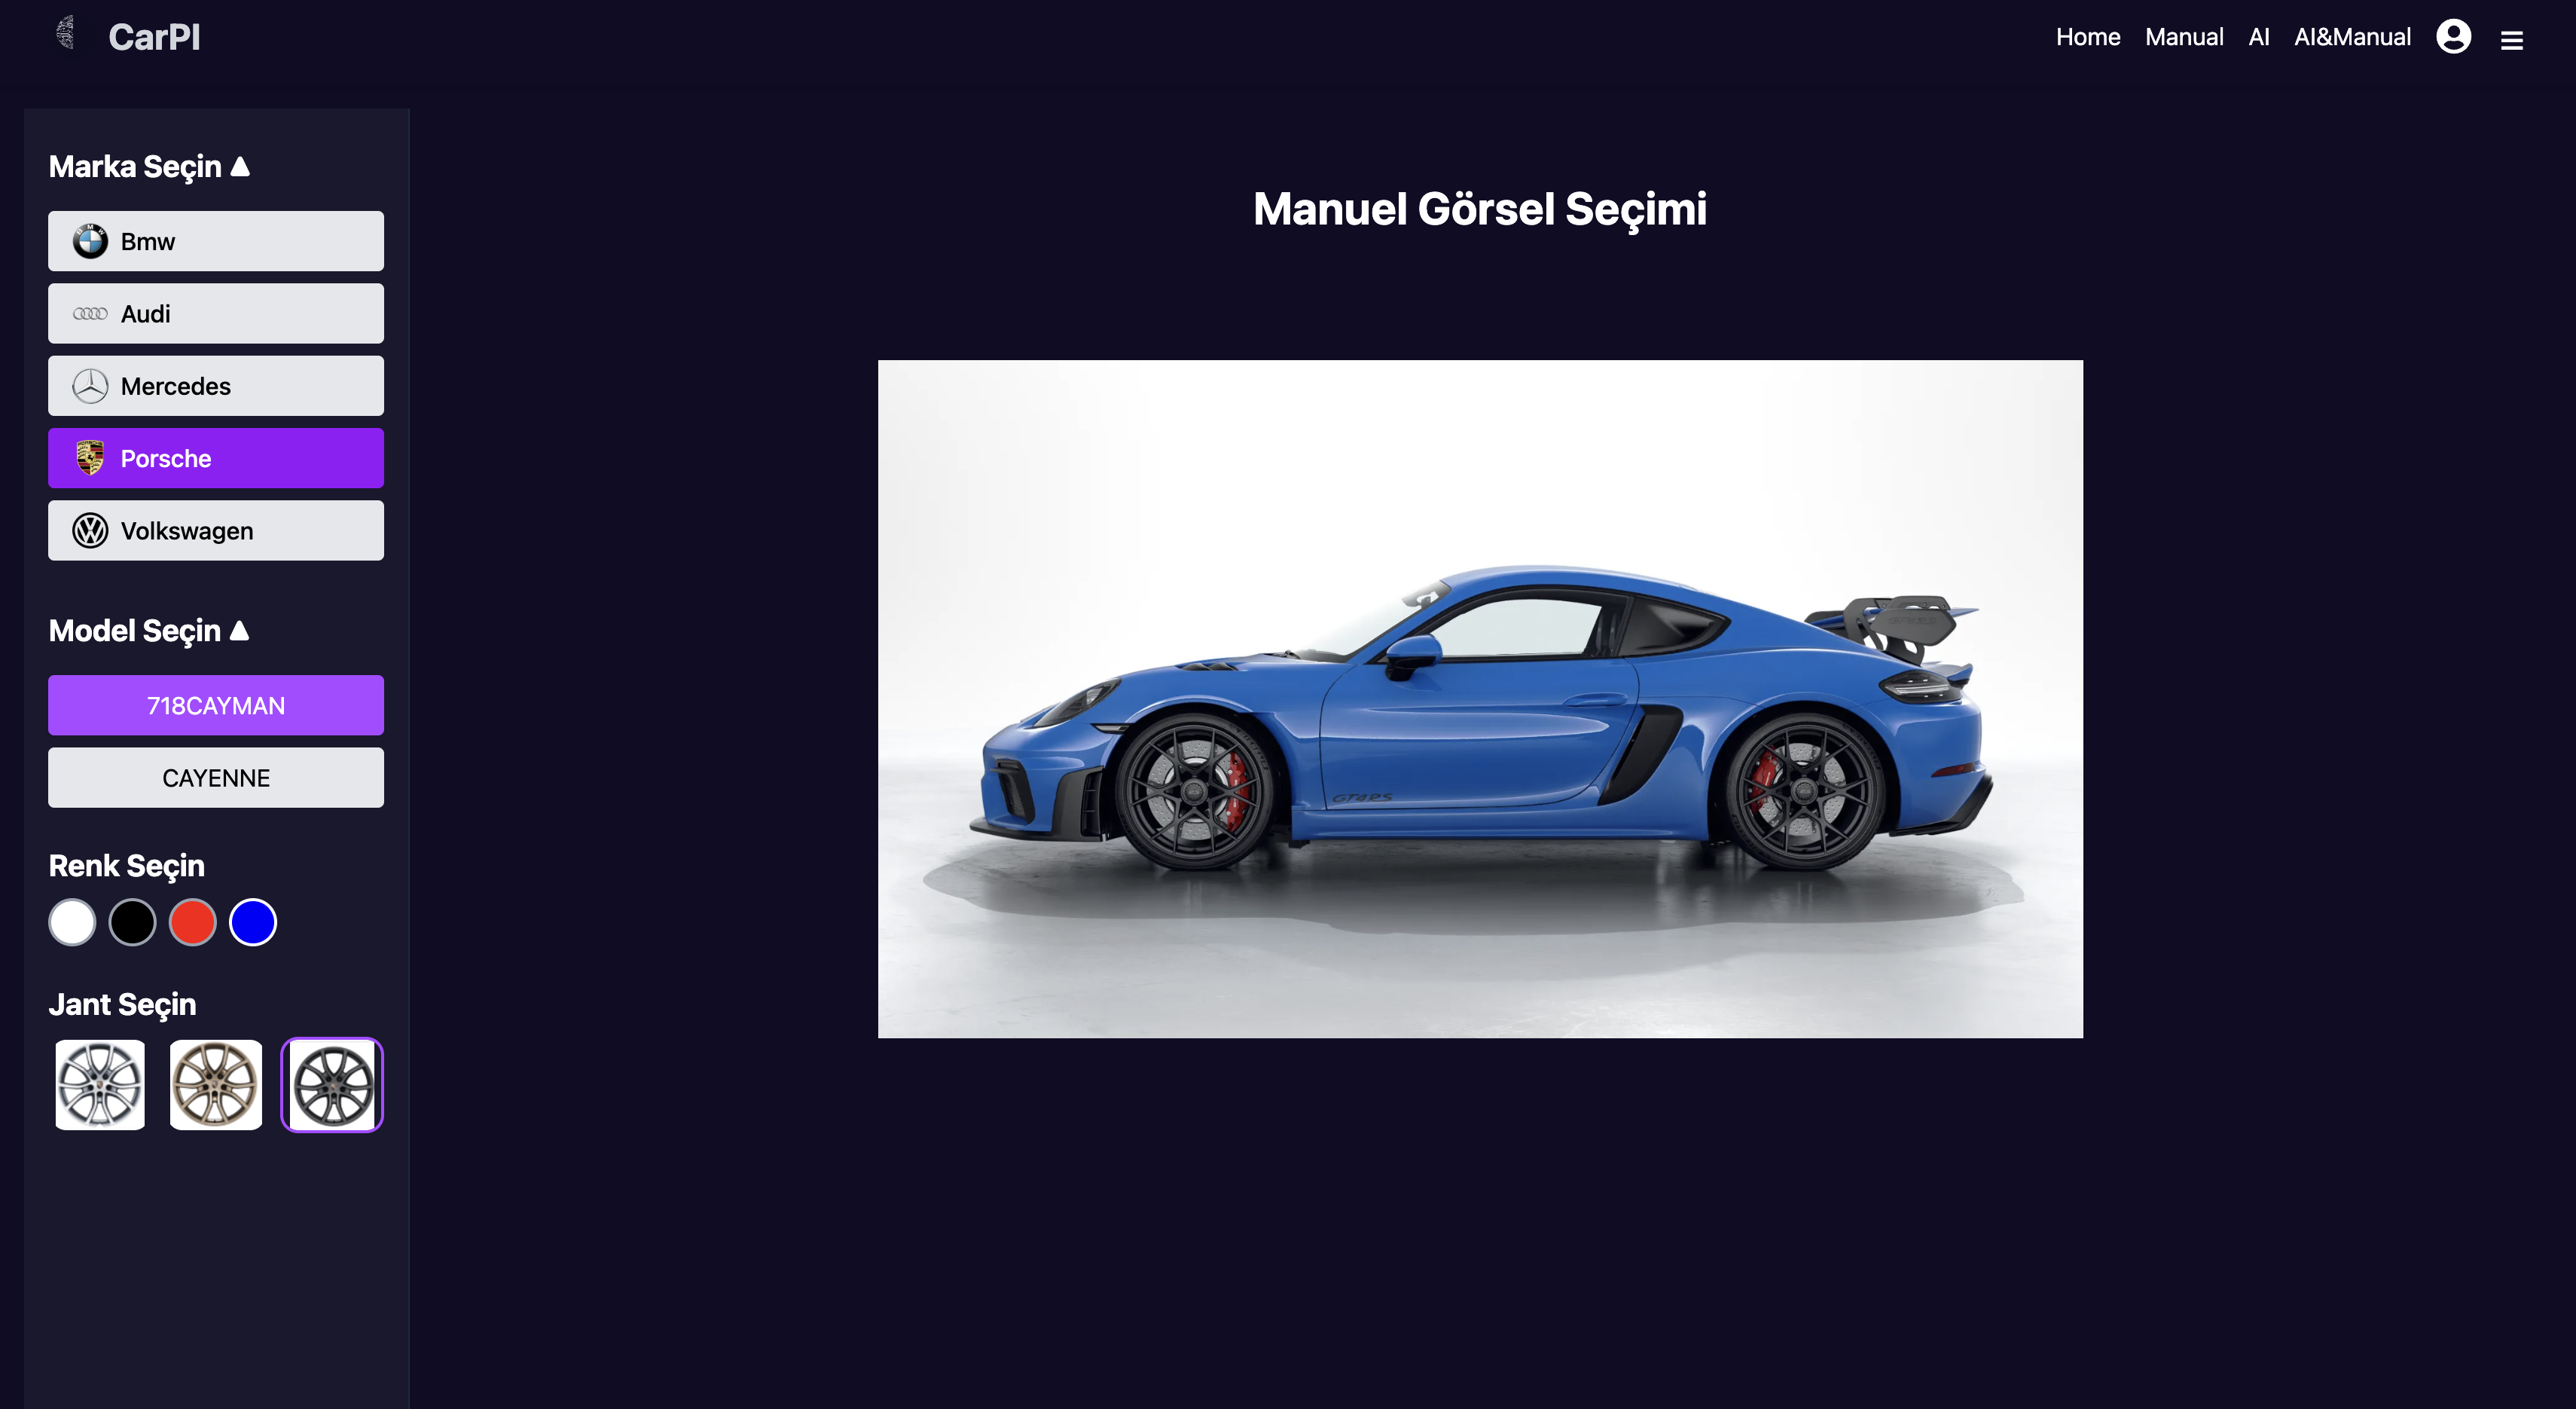 CarPI
Home Manual AI AI&Manual
Marka Seçin
Bmw
Audi
Mercedes
Porsche
Volkswagen
Model Seçin
718CAYMAN
CAYENNE
Renk Seçin
Jant Seçin
Manuel Görsel Seçimi
GT4RS